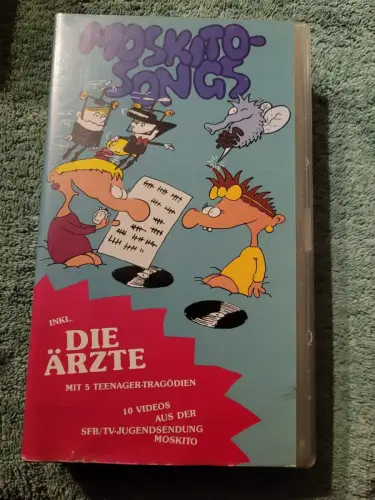 MOSKITO-
SONGS
INKL.
DIE
ÄRZTE
MIT 5 TEENAGER-TRAGÖDIEN
10 VIDEOS
AUS DER
SFB/TV-JUGENDSENDUNG
MOSKITO